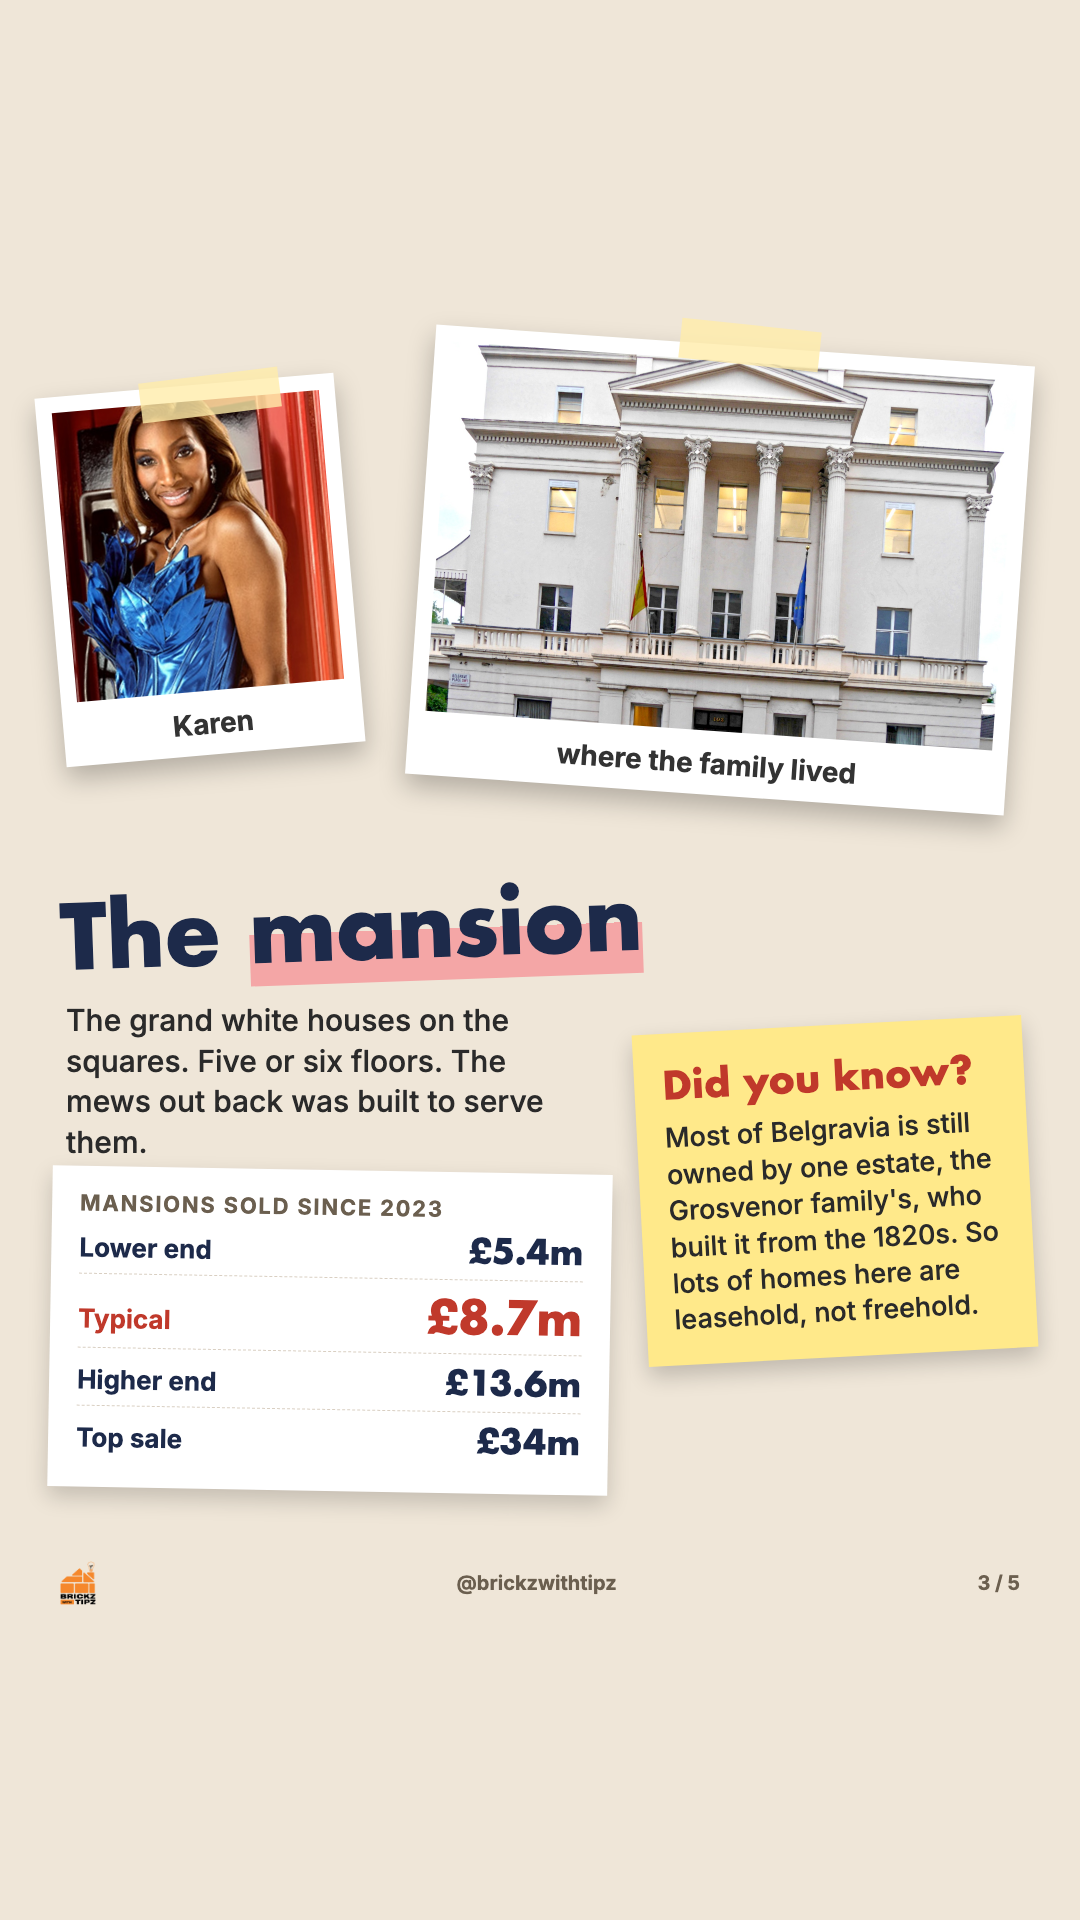 Karen
where the family lived
The mansion
The grand white houses on the
squares. Five or six floors. The
mews out back was built to serve
them.
MANSIONS SOLD SINCE 2023
Lower end £5.4m
Typical £8.7m
Higher end £13.6m
Top sale £34m
Did you know?
Most of Belgravia is still
owned by one estate, the
Grosvenor family's, who
built it from the 1820s. So
lots of homes here are
leasehold, not freehold.
BRICKZ
WITH TIPZ
@brickzwithtipz
3 / 5